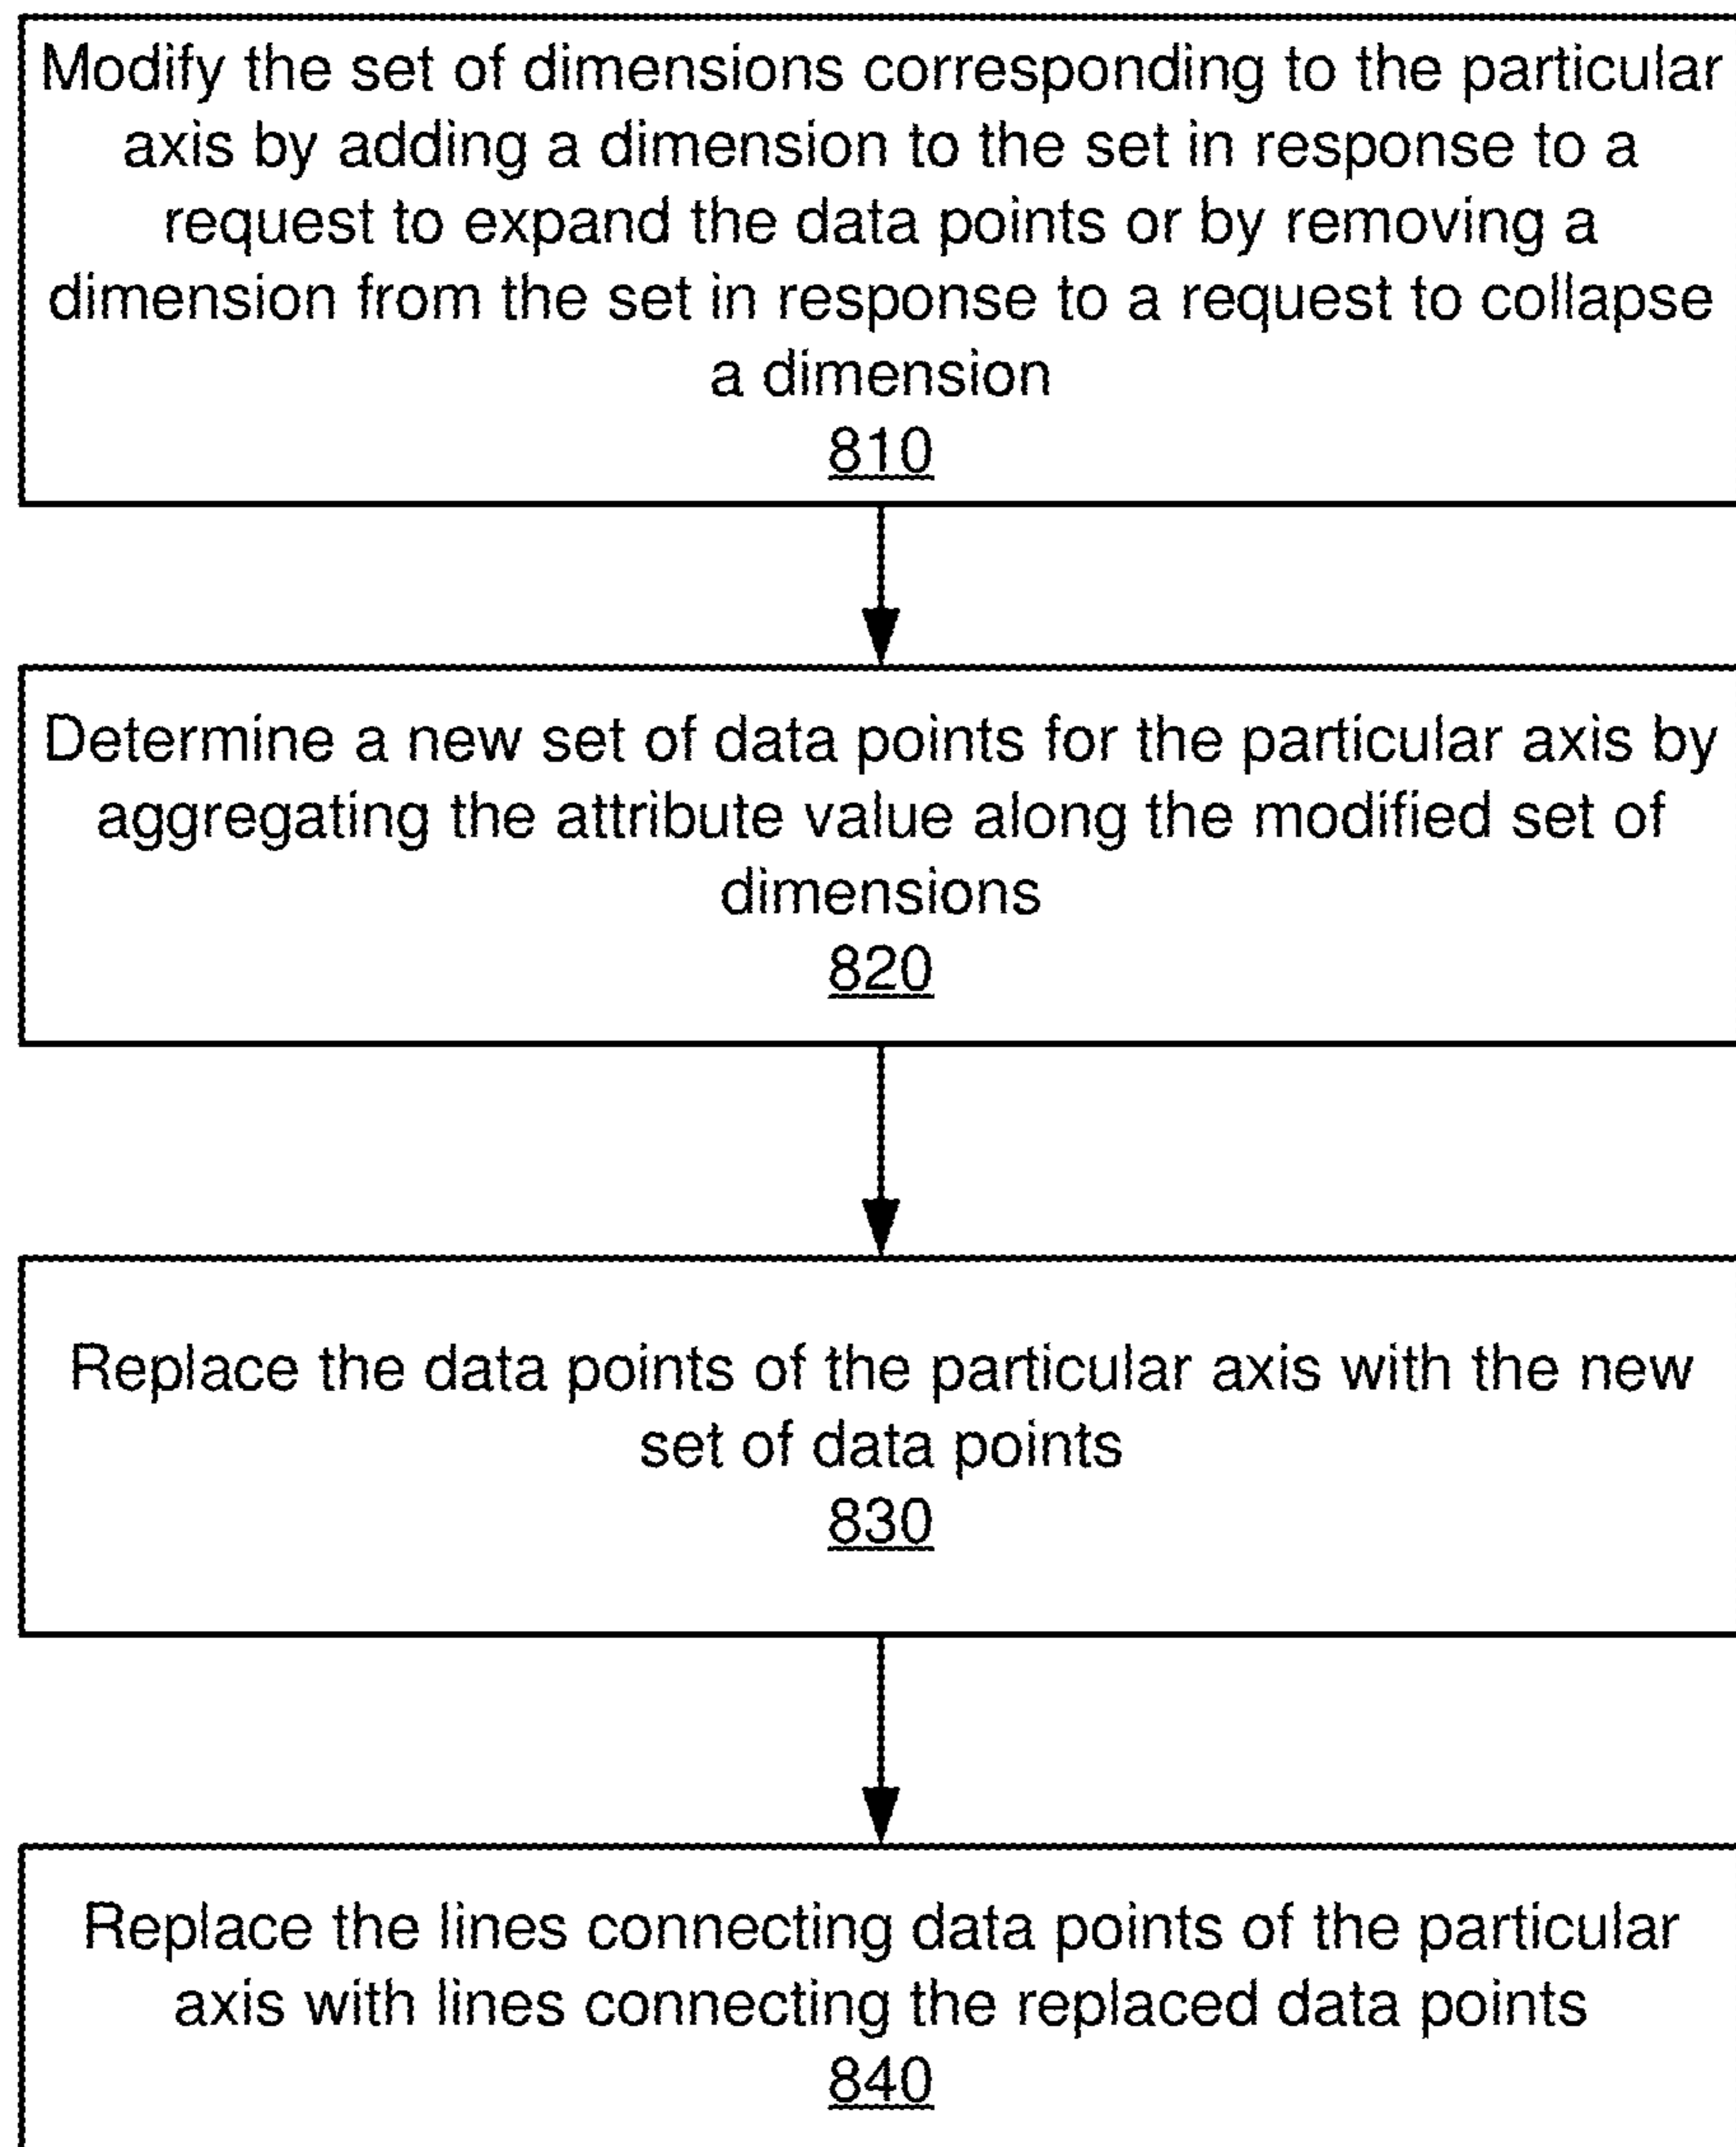 Modify the set of dimensions corresponding to the particular
axis by adding a dimension to the set in response to a
request to expand the data points or by removing a
dimension from the set in response to a request to collapse
a dimension
810
Determine a new set of data points for the particular axis by
aggregating the attribute value along the modified set of
dimensions
820
Replace the data points of the particular axis with the new
set of data points
830
Replace the lines connecting data points of the particular
axis with lines connecting the replaced data points
840